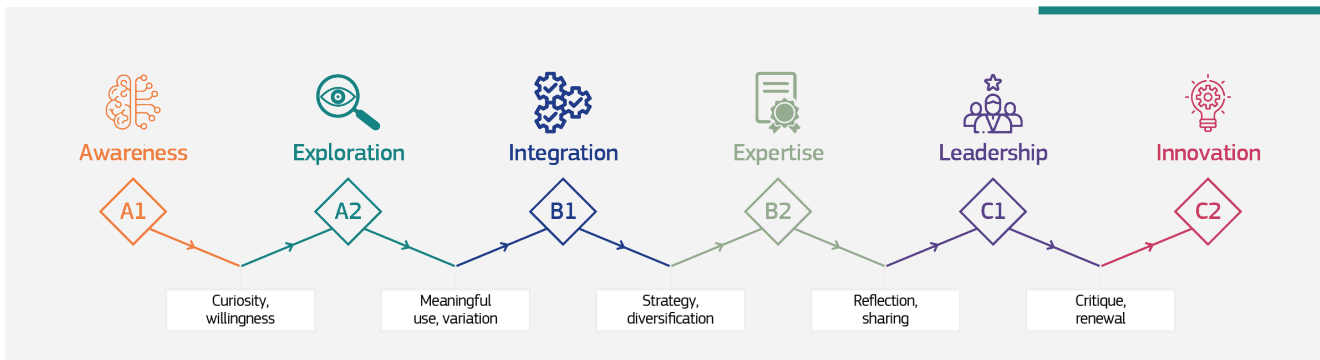 Awareness
Exploration
Integration
Expertise
Leadership
Innovation
A1
A2
B1
B2
C1
C2
Curiosity,
willingness
Meaningful
use, variation
Strategy,
diversification
Reflection,
sharing
Critique,
renewal